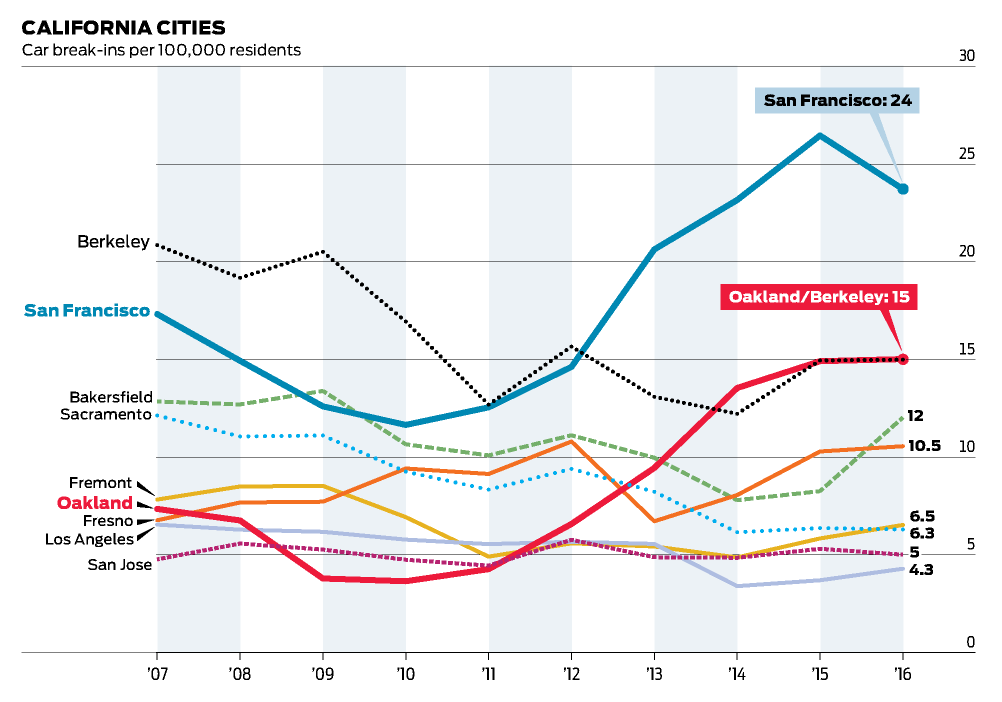 CALIFORNIA CITIES
Car break-ins per 100,000 residents
30
San Francisco: 24
25
Berkeley
20
Oakland/Berkeley: 15
San Francisco
15
Bakersfield
Sacramento
12
10.5
10
Fremont
Oakland
Fresno
Los Angeles
San Jose
6.5
6.3
5
5
4.3
0
'07 '08 '09 '10 '11 '12 '13 '14 '15 '16